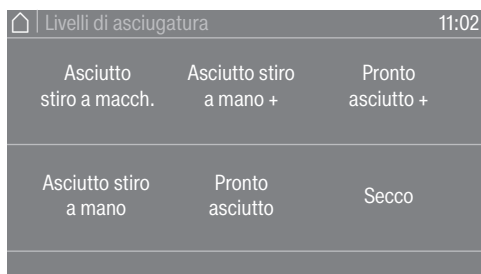 Livelli di asciugatura 11:02
Asciutto stiro a macch.
Asciutto stiro a mano +
Pronto asciutto +
Asciutto stiro a mano
Pronto asciutto
Secco